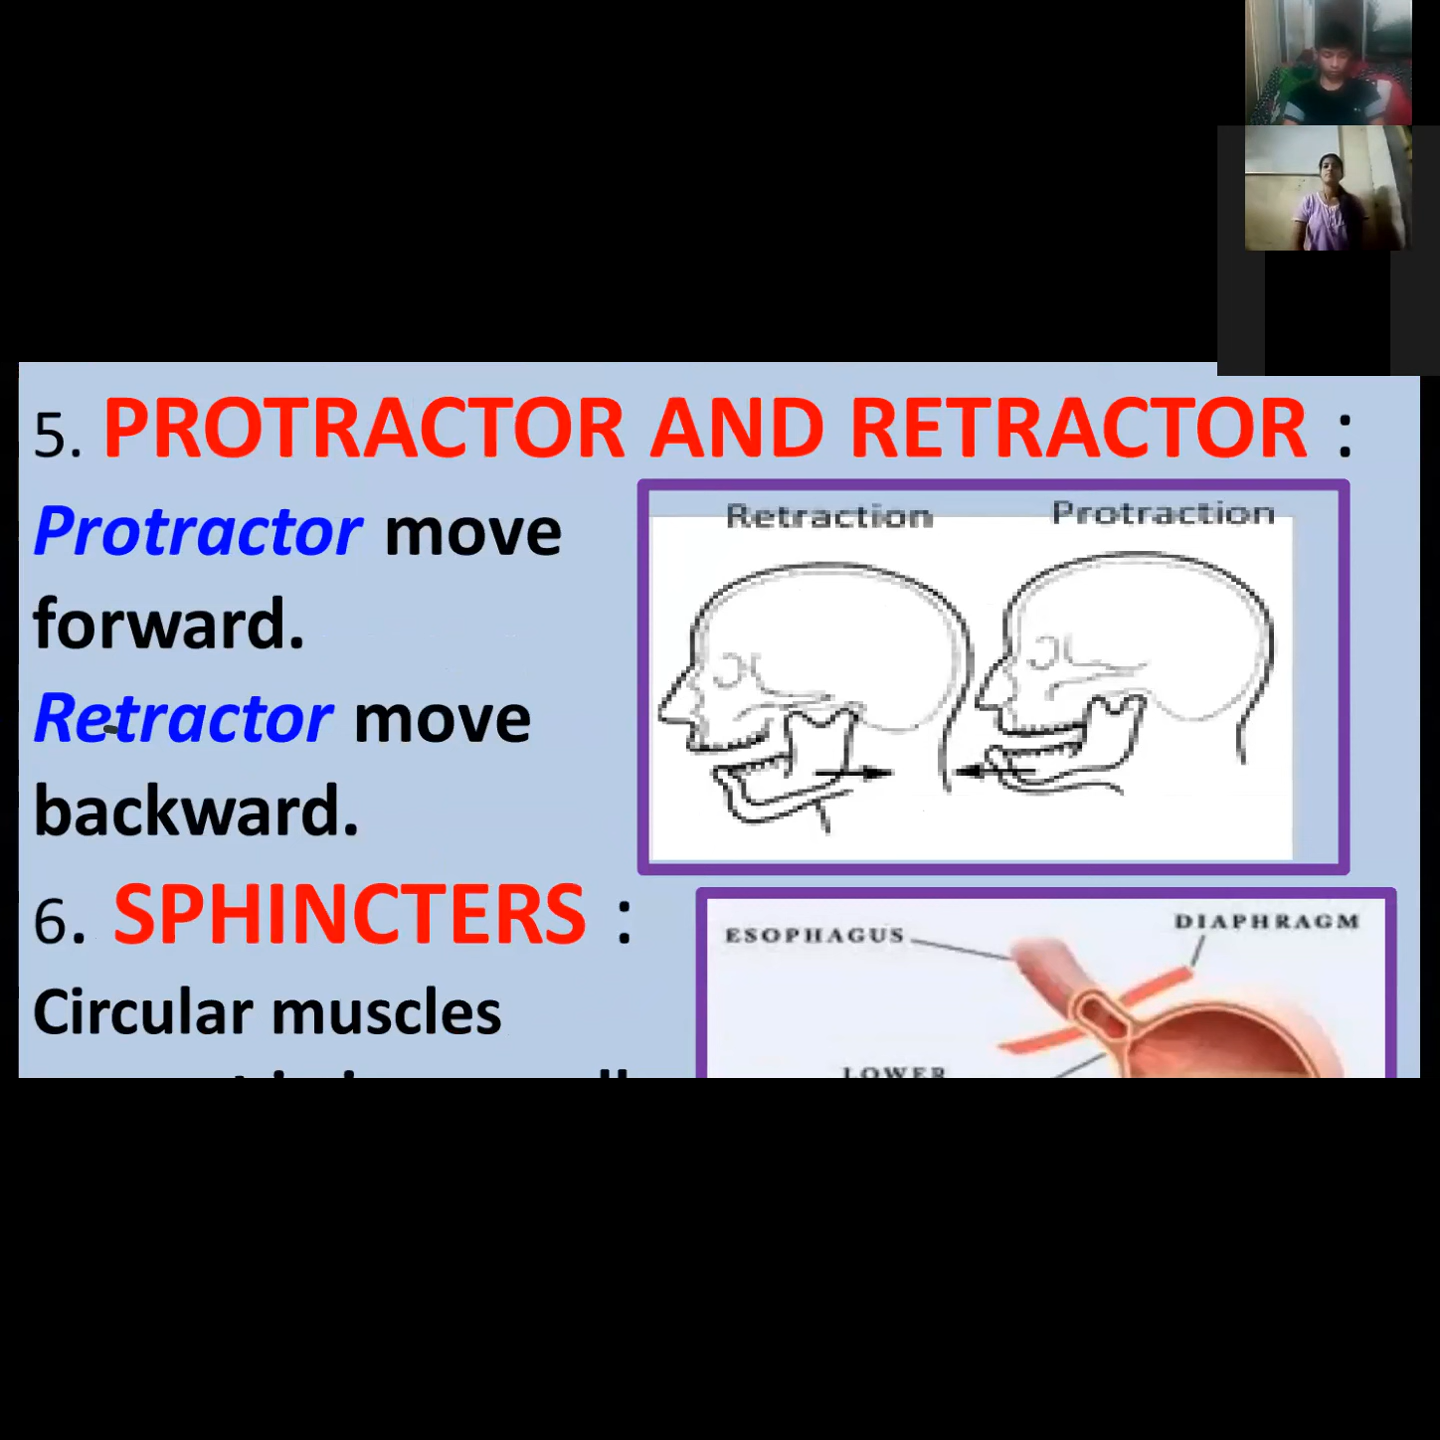 5. PROTRACTOR AND RETRACTOR :
Protractor move
forward.
Retractor move
backward.
Retraction Protraction
6. SPHINCTERS :
Circular muscles
ESOPHAGUS
DIAPHRAGM
LOWER